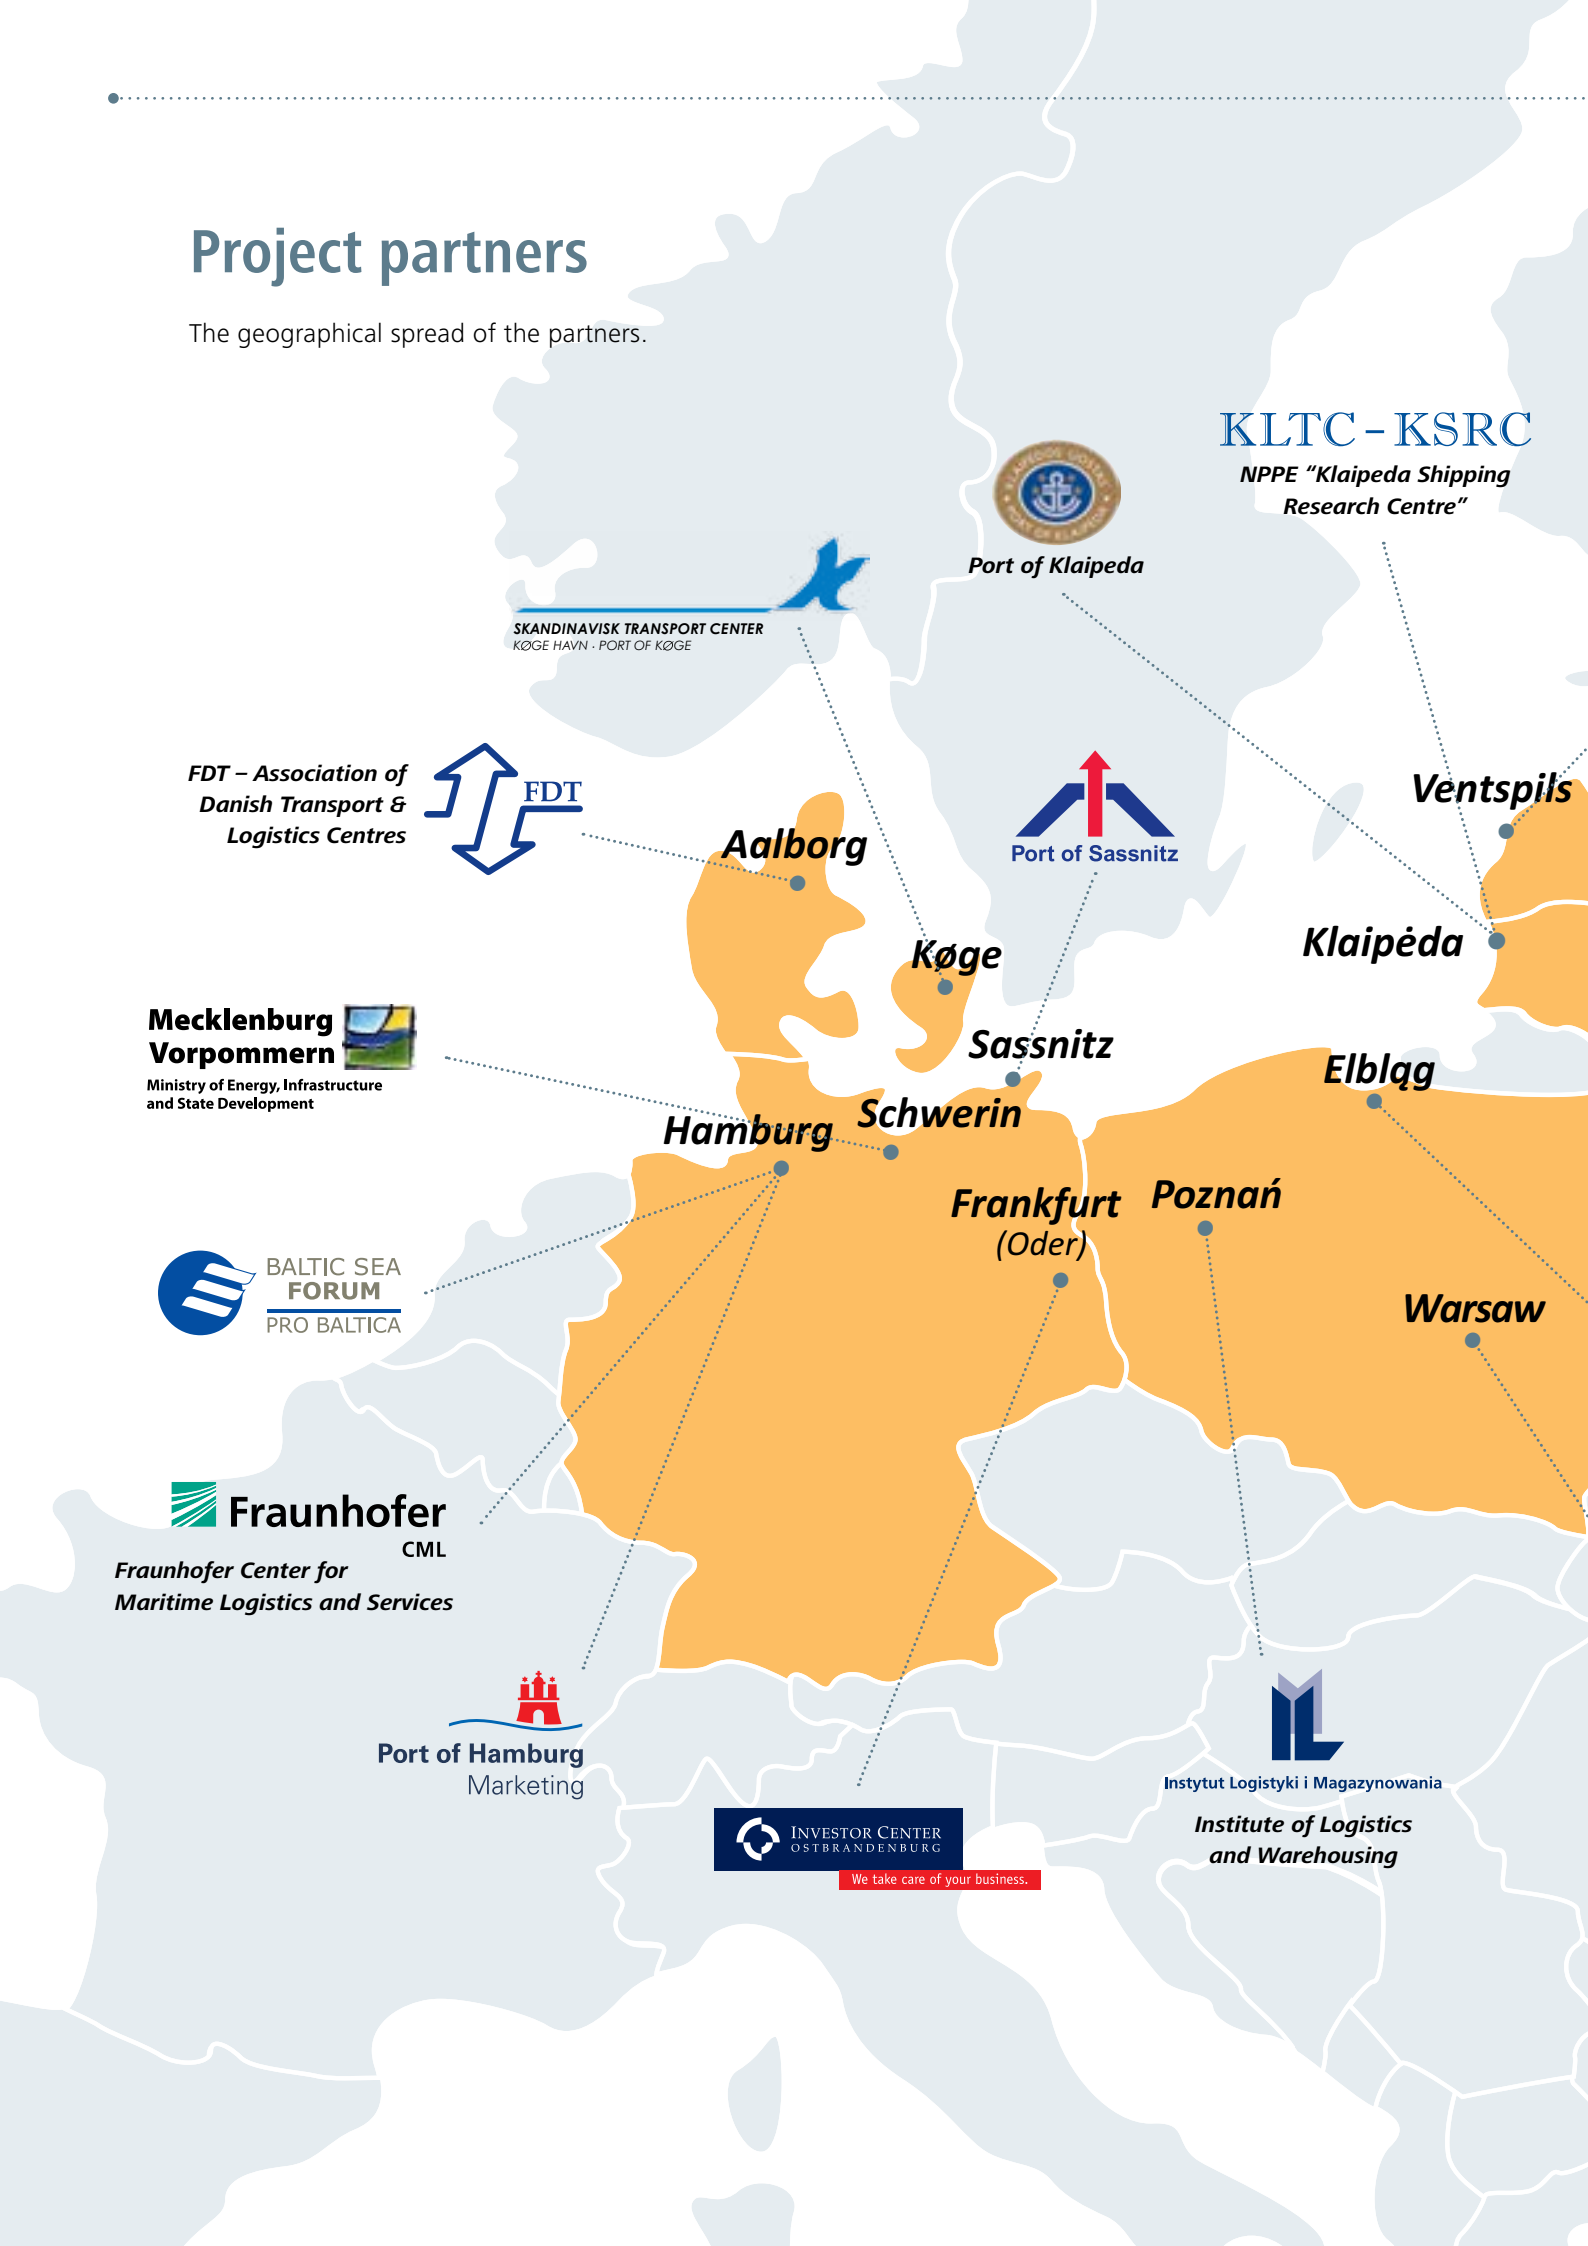 Project partners
The geographical spread of the partners.
KLTC - KSRC
NPPE “Klaipeda Shipping
Research Centre”
Port of Klaipeda
SKANDINAVISK TRANSPORT CENTER
KØGE HAVN · PORT OF KØGE
FDT – Association of
Danish Transport &
Logistics Centres
FDT
Port of Sassnitz
Ventspils
Aalborg
Køge
Klaipėda
Mecklenburg
Vorpommern
Ministry of Energy, Infrastructure
and State Development
Sassnitz
Elbląg
Schwerin
Hamburg
Frankfurt
(Oder)
Poznań
Warsaw
BALTIC SEA
FORUM
PRO BALTICA
Fraunhofer
CML
Fraunhofer Center for
Maritime Logistics and Services
Port of Hamburg
Marketing
INVESTOR CENTER
OSTBRANDENBURG
We take care of your business.
Instytut Logistyki i Magazynowania
Institute of Logistics
and Warehousing